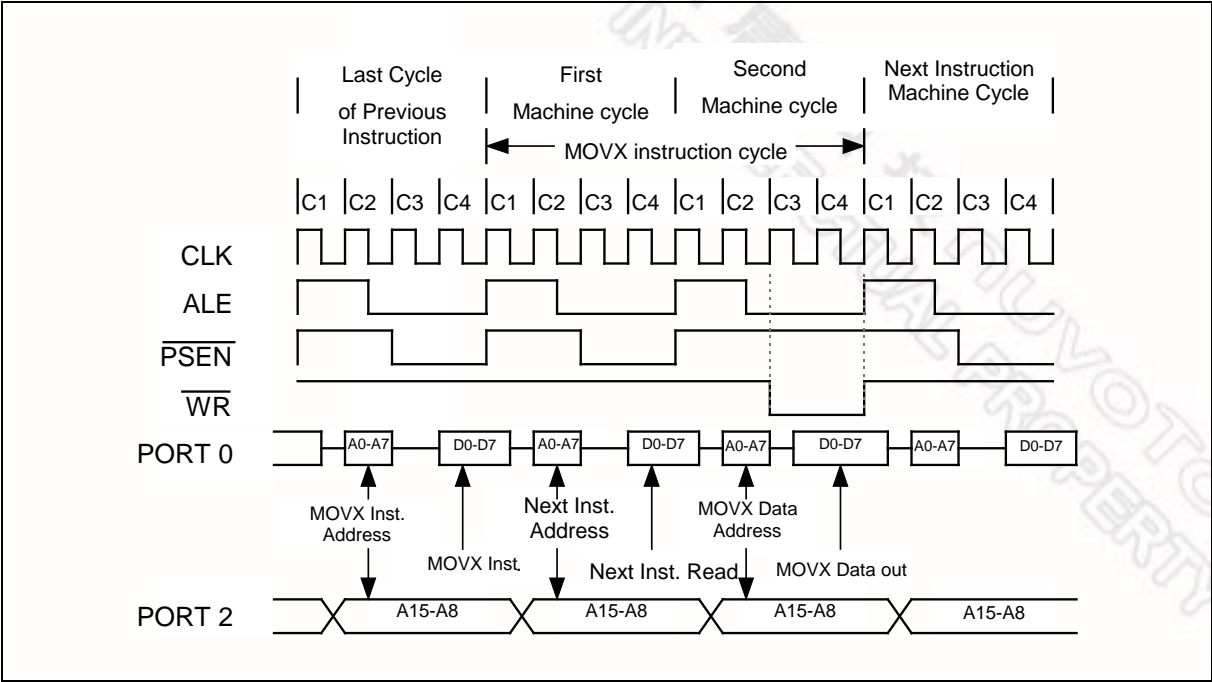 Last Cycle
of Previous
Instruction
First
Machine cycle
Second
Machine cycle
Next Instruction
Machine Cycle
MOVX instruction cycle
C1 C2 C3 C4 C1 C2 C3 C4 C1 C2 C3 C4 C1 C2 C3 C4
CLK
ALE
PSEN
WR
PORT 0
A0-A7 D0-D7 A0-A7 D0-D7 A0-A7 D0-D7 A0-A7 D0-D7
MOVX Inst.
Address
MOVX Inst.
Next Inst.
Address
Next Inst. Read
MOVX Data
Address
MOVX Data out
PORT 2
A15-A8 A15-A8 A15-A8 A15-A8
NUVOTO
PROPERTY